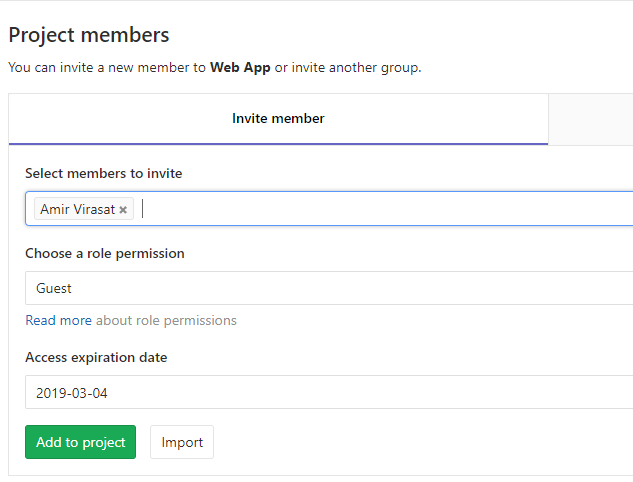 Project members
You can invite a new member to Web App or invite another group.
Invite member
Select members to invite
Amir Virasat ×
Choose a role permission
Guest
Read more about role permissions
Access expiration date
2019-03-04
Add to project Import